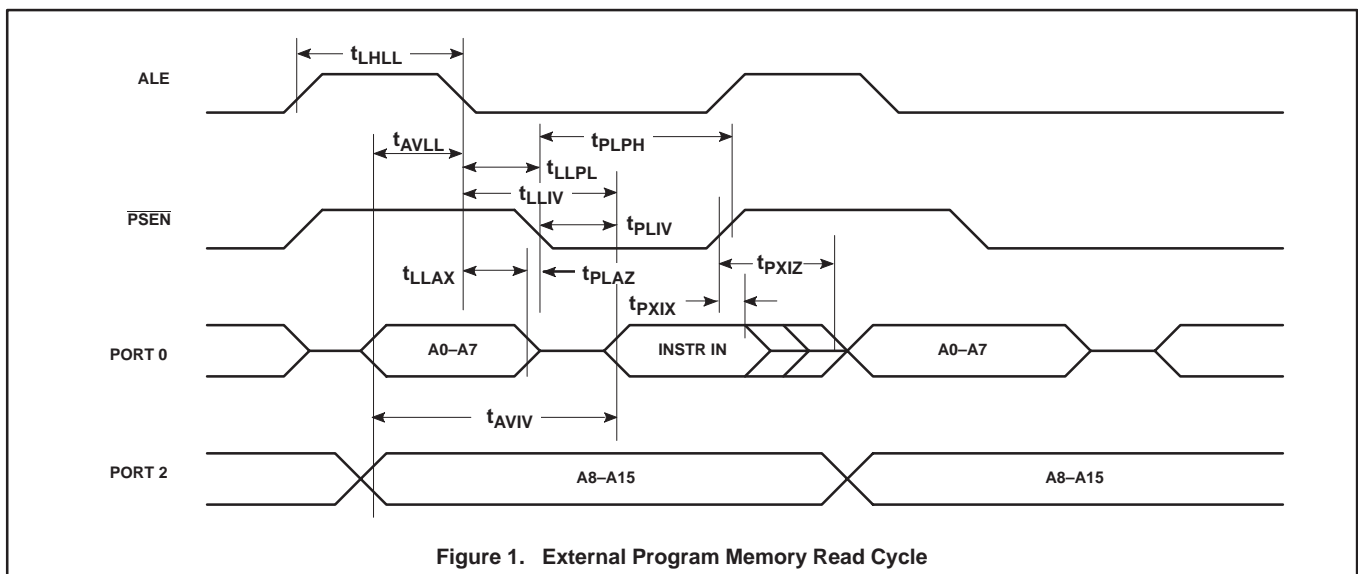 tLHLL
ALE
tAVLL
tPLPH
tLLPL
tLLIV
PSEN
tPLIV
tLLAX
tPLAZ
tPXIZ
tPXIX
PORT 0
A0–A7
INSTR IN
A0–A7
tAVIV
PORT 2
A8–A15
A8–A15
Figure 1. External Program Memory Read Cycle